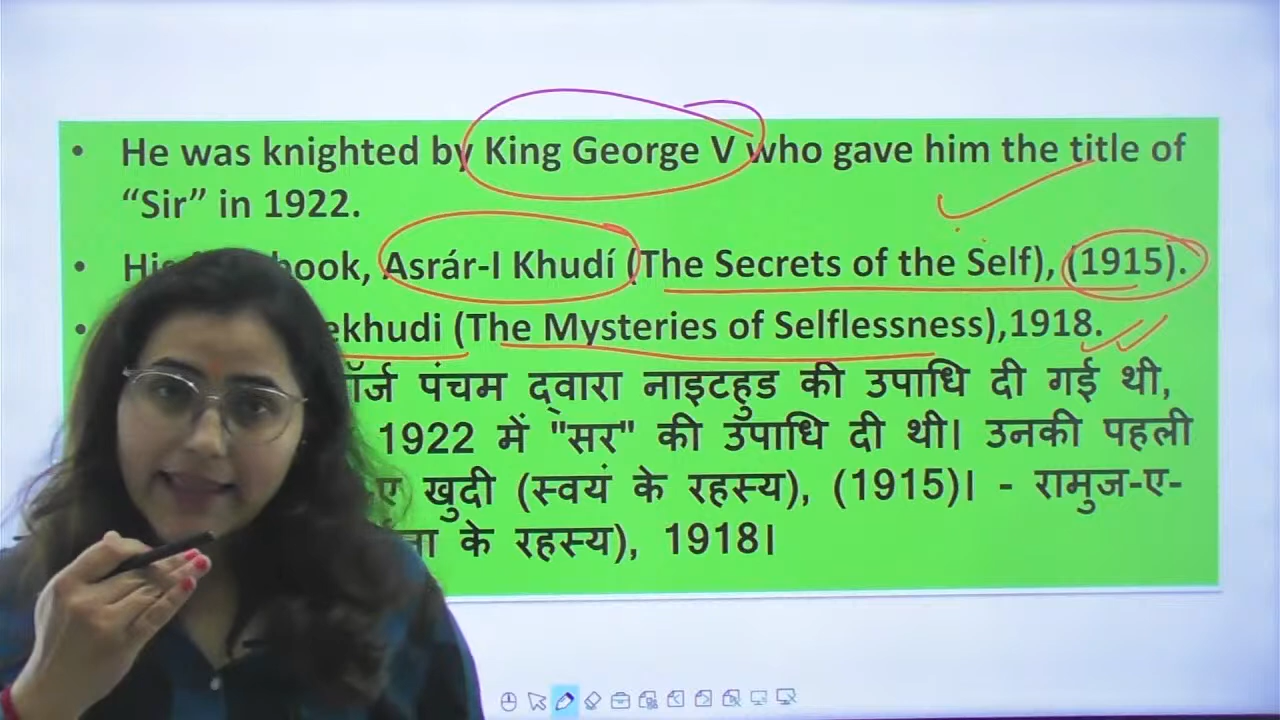 • He was knighted by King George V who gave him the title of
“Sir” in 1922.
• His book, Asrár-I Khudí (The Secrets of the Self), (1915).
• ekhudi (The Mysteries of Selflessness),1918.
जॉर्ज पंचम द्वारा नाइटहुड की उपाधि दी गई थी,
1922 में "सर" की उपाधि दी थी। उनकी पहली
-ए खुदी (स्वयं के रहस्य), (1915)। - रामुज-ए-
के रहस्य), 1918।